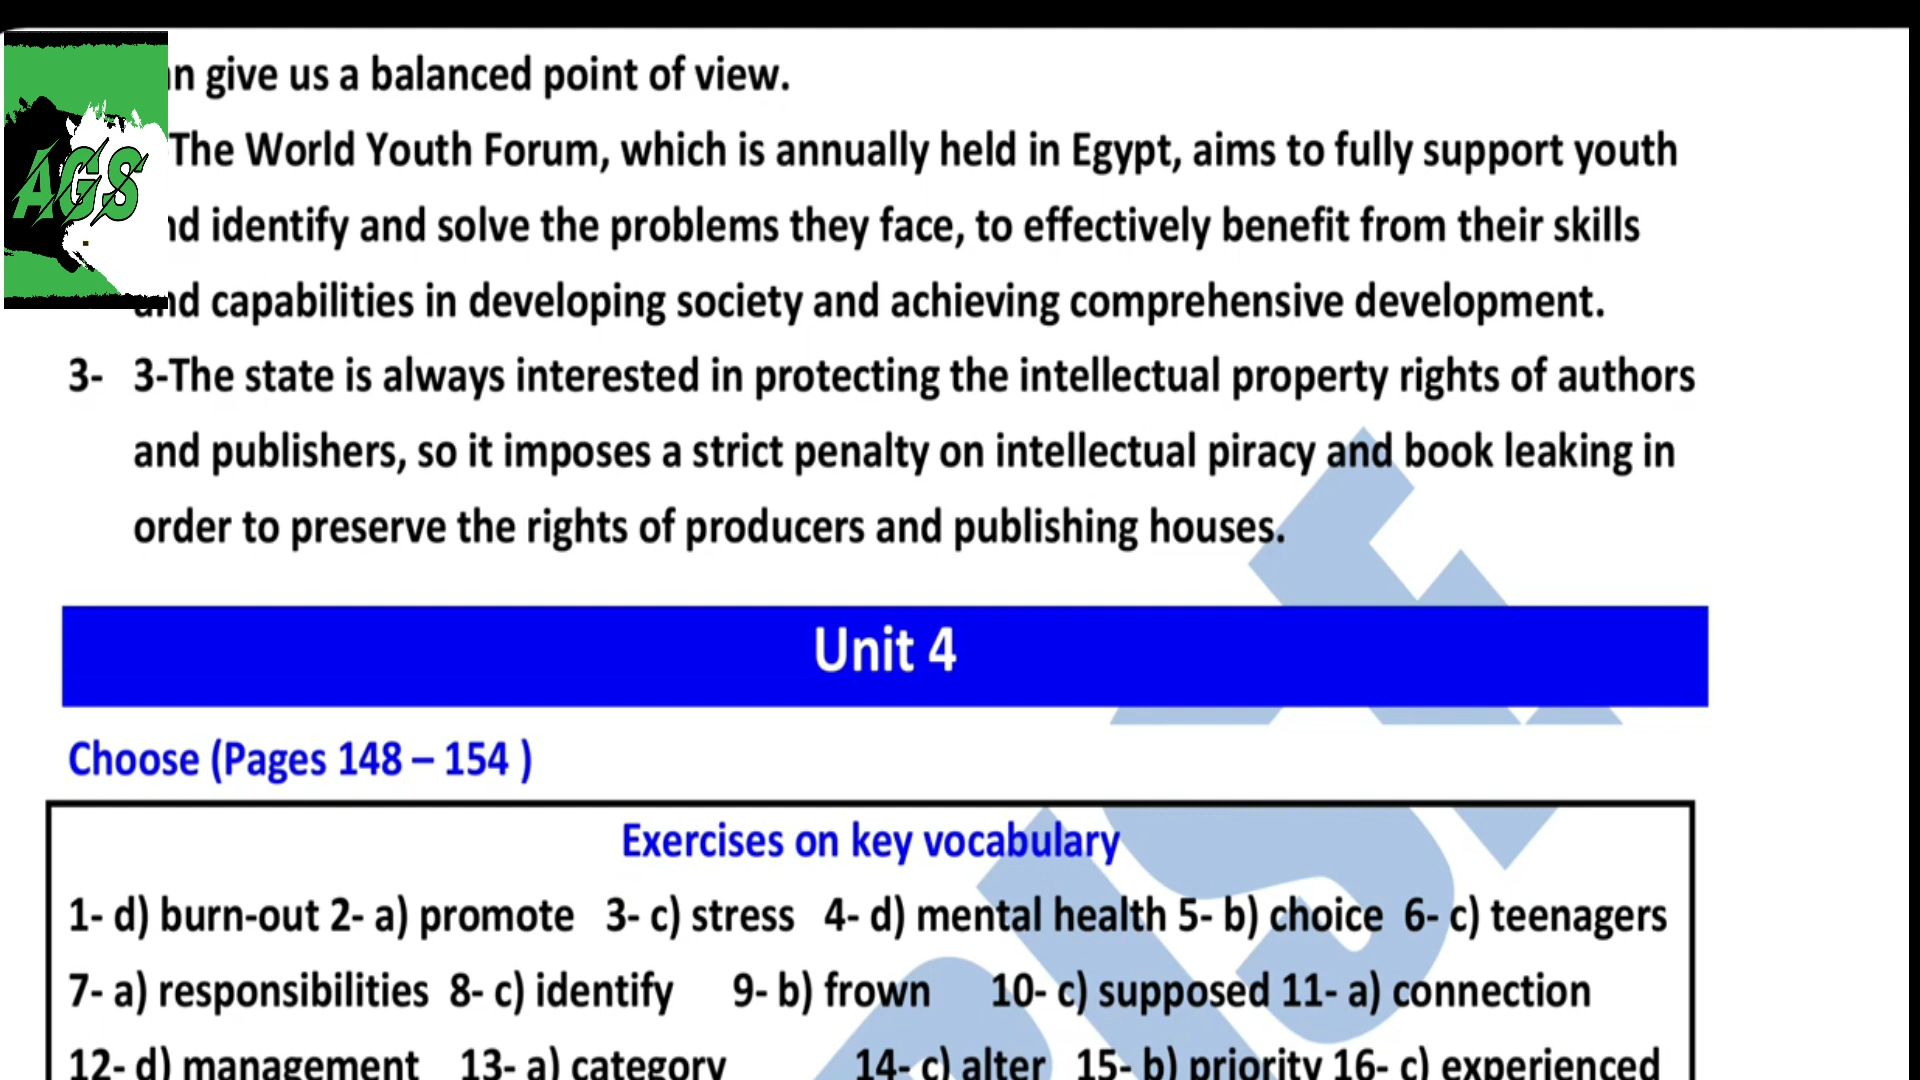 n give us a balanced point of view.
The World Youth Forum, which is annually held in Egypt, aims to fully support youth
nd identify and solve the problems they face, to effectively benefit from their skills
and capabilities in developing society and achieving comprehensive development.
3- 3-The state is always interested in protecting the intellectual property rights of authors
and publishers, so it imposes a strict penalty on intellectual piracy and book leaking in
order to preserve the rights of producers and publishing houses.
AGS
Unit 4
Choose (Pages 148 – 154 )
Exercises on key vocabulary
1- d) burn-out 2- a) promote 3- c) stress 4- d) mental health 5- b) choice 6- c) teenagers
7- a) responsibilities 8- c) identify 9- b) frown 10- c) supposed 11- a) connection
12- d) management 13- a) category 14- c) alter 15- b) priority 16- c) experienced